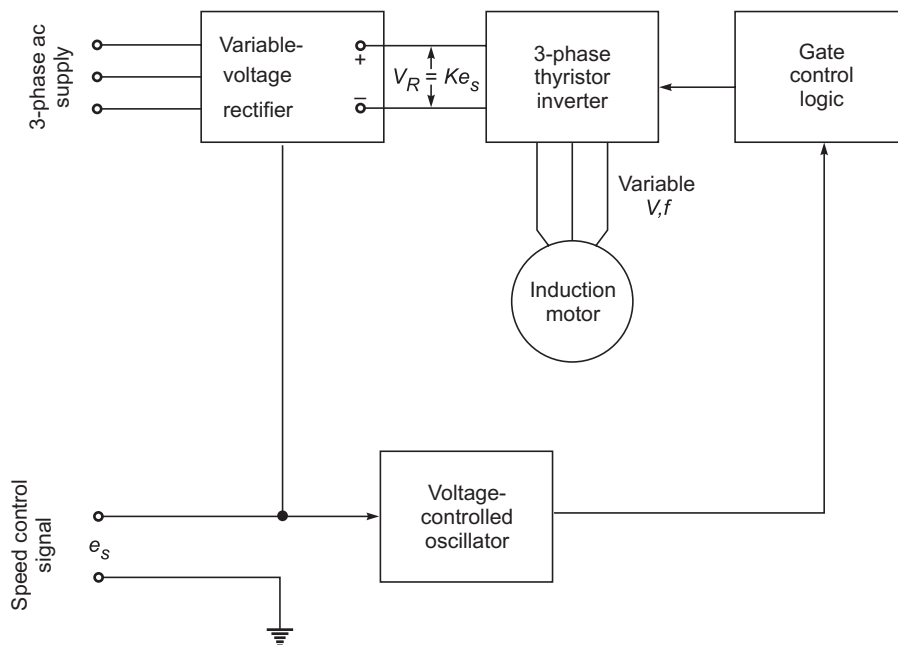 3-phase ac
supply
Variable-
voltage
rectifier
+
–
V_R = Ke_s
3-phase
thyristor
inverter
Gate
control
logic
Variable
V,f
Induction
motor
Speed control
signal
e_s
Voltage-
controlled
oscillator